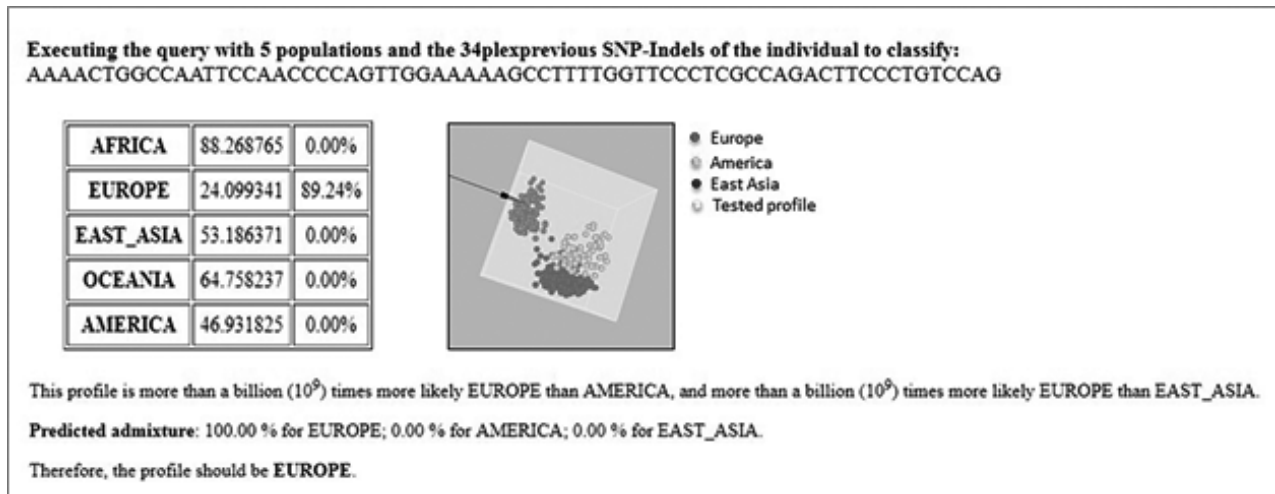 Executing the query with 5 populations and the 34plexprevious SNP-Indels of the individual to classify:
AAAACTGGCCAATTCCAACCCCAGTTGGAAAAAGCCTTTTGGTTCCCTCGCCAGACTTCCCTGTCCAG
AFRICA 88.268765 0.00%
EUROPE 24.099341 89.24%
EAST_ASIA 53.186371 0.00%
OCEANIA 64.758237 0.00%
AMERICA 46.931825 0.00%
Europe
America
East Asia
Tested profile
This profile is more than a billion (10⁹) times more likely EUROPE than AMERICA, and more than a billion (10⁹) times more likely EUROPE than EAST_ASIA.
Predicted admixture: 100.00 % for EUROPE; 0.00 % for AMERICA; 0.00 % for EAST_ASIA.
Therefore, the profile should be EUROPE.